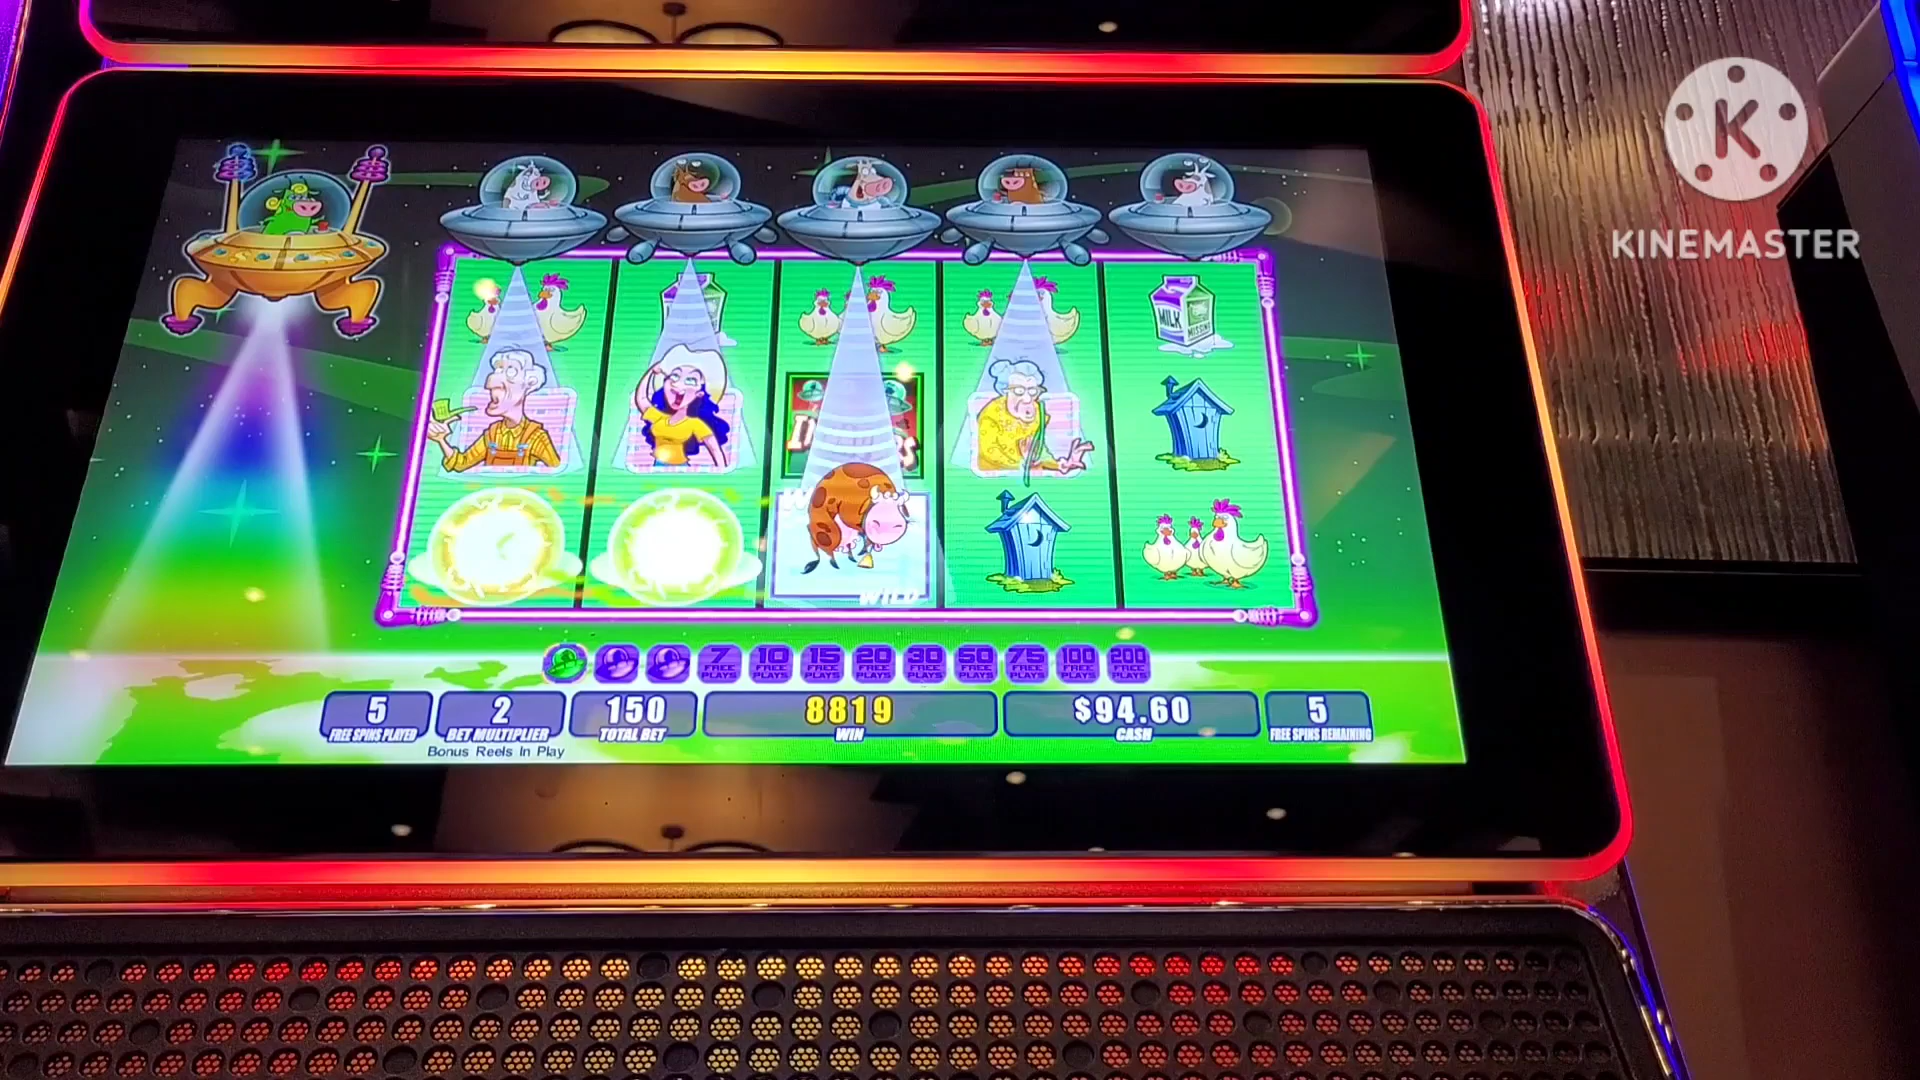 K
KINEMASTER
MILK
MISSING
WILD
7 FREE PLAYS
10 FREE PLAYS
15 FREE PLAYS
20 FREE PLAYS
30 FREE PLAYS
50 FREE PLAYS
75 FREE PLAYS
100 FREE PLAYS
200 FREE PLAYS
5
FREE SPINS PLAYED
2
BET MULTIPLIER
150
TOTAL BET
8819
WIN
$94.60
CASH
5
FREE SPINS REMAINING
Bonus Reels In Play